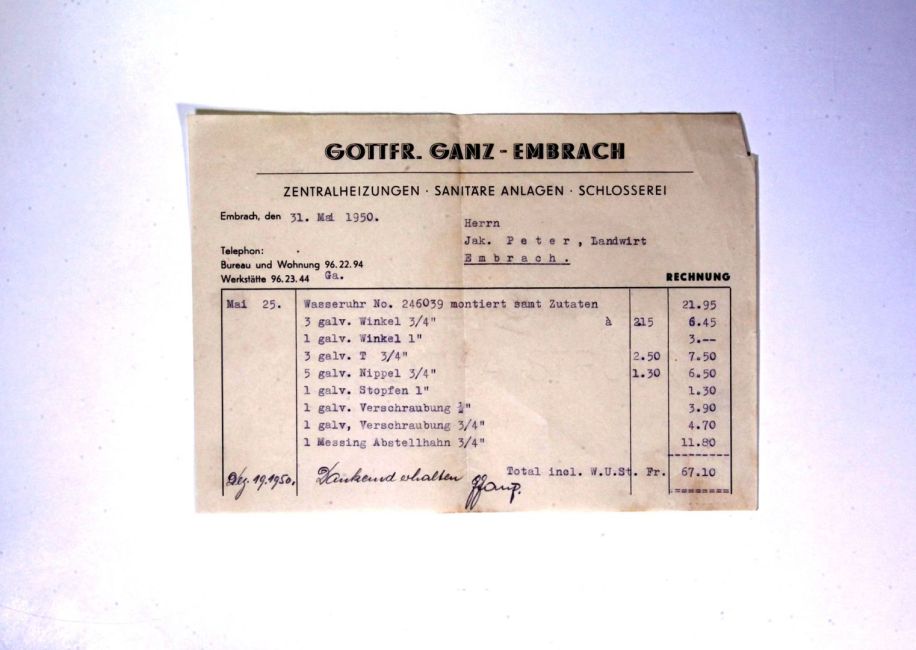 GOTTFR. GANZ - EMBRACH
ZENTRALHEIZUNGEN · SANITÄRE ANLAGEN · SCHLOSSEREI
Embrach, den 31. Mai 1950.
Herrn
Jak. P e t e r , Landwirt
E m b r a c h .
Telephon:
Bureau und Wohnung 96.22.94
Werkstätte 96.23.44 Ga.
RECHNUNG
Mai 25. Wasseruhr No. 246039 montiert samt Zutaten 21.95
3 galv. Winkel 3/4" à 215 6.45
1 galv. Winkel 1" 3.--
3 galv. T 3/4" 2.50 7.50
5 galv. Nippel 3/4" 1.30 6.50
1 galv. Stopfen 1" 1.30
1 galv. Verschraubung ½" 3.90
1 galv, Verschraubung 3/4" 4.70
1 Messing Abstellhahn 3/4" 11.80
Total incl. W.U.St. Fr. 67.10
Dez. 19.1950. Dankend erhalten